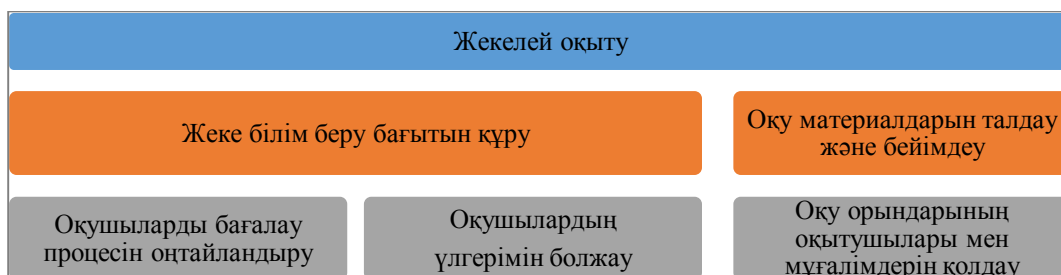 Жекелей оқыту
Жеке білім беру бағытын құру
Оқу материалдарын талдау
және бейімдеу
Оқушыларды бағалау
процесін оңтайландыру
Оқушылардың
үлгерімін болжау
Оқу орындарының
оқытушылары мен
мұғалімдерін қолдау